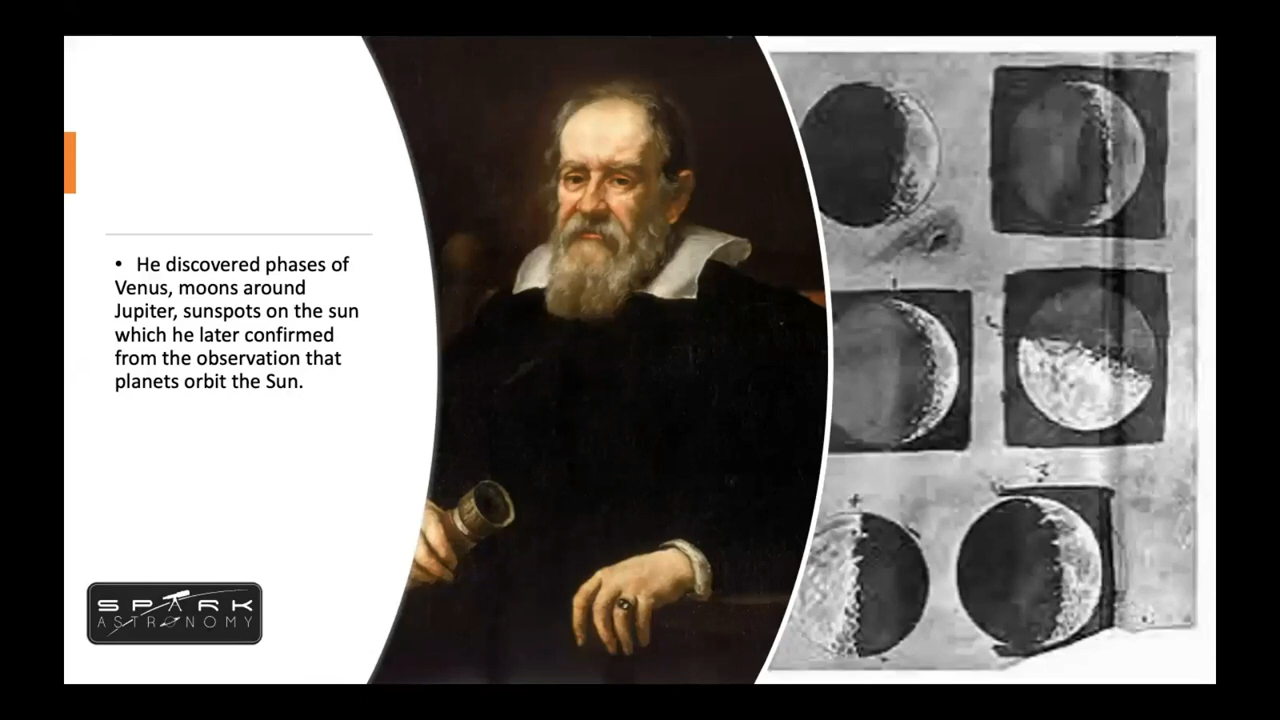 • He discovered phases of
Venus, moons around
Jupiter, sunspots on the sun
which he later confirmed
from the observation that
planets orbit the Sun.
SPARK
ASTRONOMY